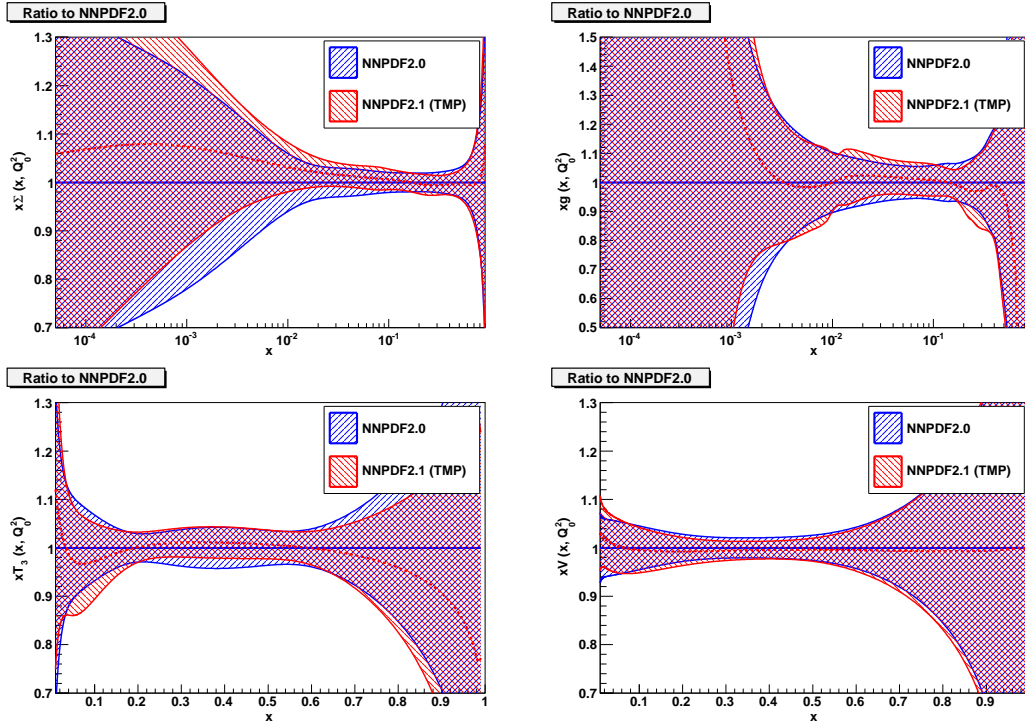 Ratio to NNPDF2.0
xΣ (x, Q₀²)
1.3
1.2
1.1
1
0.9
0.8
0.7
NNPDF2.0
NNPDF2.1 (TMP)
10⁻⁴ 10⁻³ 10⁻² 10⁻¹
x
Ratio to NNPDF2.0
xg (x, Q₀²)
1.5
1.4
1.3
1.2
1.1
1
0.9
0.8
0.7
0.6
0.5
NNPDF2.0
NNPDF2.1 (TMP)
10⁻⁴ 10⁻³ 10⁻² 10⁻¹
x
Ratio to NNPDF2.0
xT₃ (x, Q₀²)
1.3
1.2
1.1
1
0.9
0.8
0.7
NNPDF2.0
NNPDF2.1 (TMP)
0.1 0.2 0.3 0.4 0.5 0.6 0.7 0.8 0.9 1
x
Ratio to NNPDF2.0
xV (x, Q₀²)
1.3
1.2
1.1
1
0.9
0.8
0.7
NNPDF2.0
NNPDF2.1 (TMP)
0.1 0.2 0.3 0.4 0.5 0.6 0.7 0.8 0.9
x